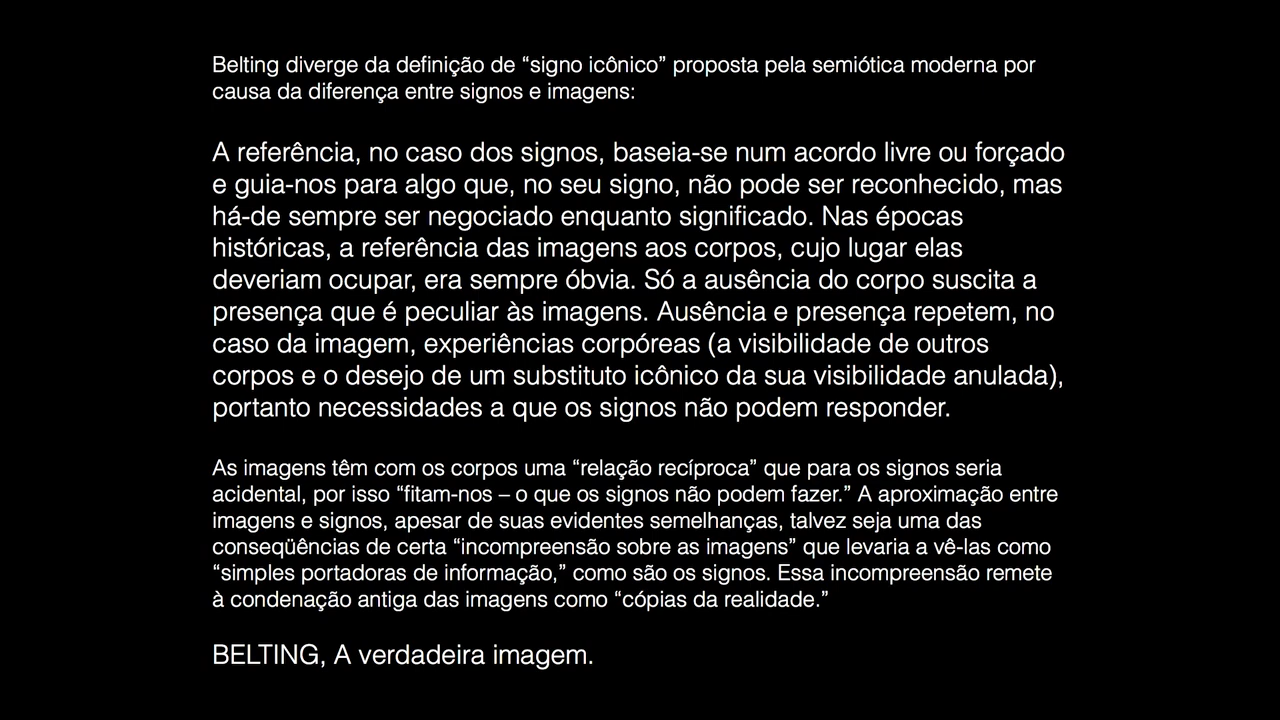 Belting diverge da definição de “signo icônico” proposta pela semiótica moderna por
causa da diferença entre signos e imagens:
A referência, no caso dos signos, baseia-se num acordo livre ou forçado
e guia-nos para algo que, no seu signo, não pode ser reconhecido, mas
há-de sempre ser negociado enquanto significado. Nas épocas
históricas, a referência das imagens aos corpos, cujo lugar elas
deveriam ocupar, era sempre óbvia. Só a ausência do corpo suscita a
presença que é peculiar às imagens. Ausência e presença repetem, no
caso da imagem, experiências corpóreas (a visibilidade de outros
corpos e o desejo de um substituto icônico da sua visibilidade anulada),
portanto necessidades a que os signos não podem responder.
As imagens têm com os corpos uma “relação recíproca” que para os signos seria
acidental, por isso “fitam-nos – o que os signos não podem fazer.” A aproximação entre
imagens e signos, apesar de suas evidentes semelhanças, talvez seja uma das
conseqüências de certa “incompreensão sobre as imagens” que levaria a vê-las como
“simples portadoras de informação,” como são os signos. Essa incompreensão remete
à condenação antiga das imagens como “cópias da realidade.”
BELTING, A verdadeira imagem.